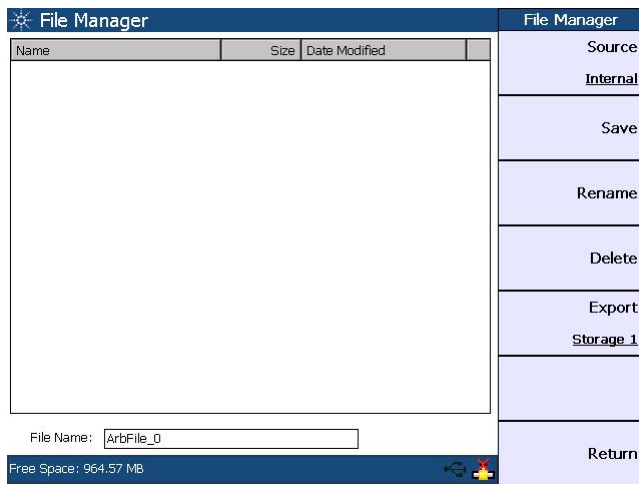 File Manager
File Manager
Name Size Date Modified
Source
Internal
Save
Rename
Delete
Export
Storage 1
File Name: ArbFile_0
Return
Free Space: 964.57 MB